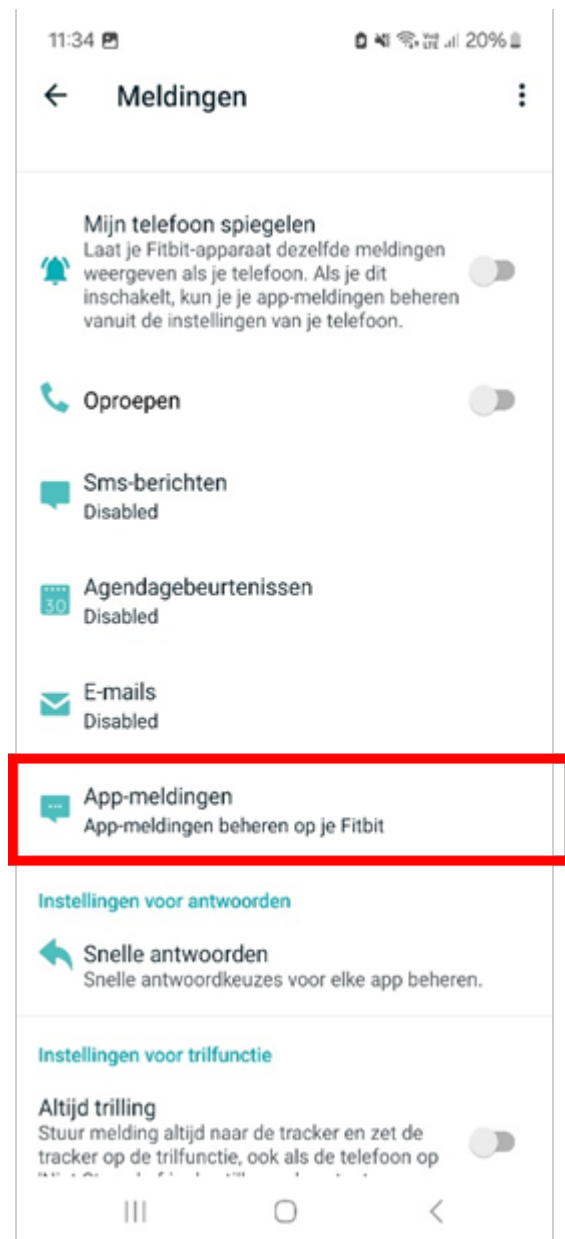 11:34 20%
Meldingen
Mijn telefoon spiegelen
Laat je Fitbit-apparaat dezelfde meldingen
weergeven als je telefoon. Als je dit
inschakelt, kun je je app-meldingen beheren
vanuit de instellingen van je telefoon.
Oproepen
Sms-berichten
Disabled
30
Agendagebeurtenissen
Disabled
E-mails
Disabled
App-meldingen
App-meldingen beheren op je Fitbit
Instellingen voor antwoorden
Snelle antwoorden
Snelle antwoordkeuzes voor elke app beheren.
Instellingen voor trilfunctie
Altijd trilling
Stuur melding altijd naar de tracker en zet de
tracker op de trilfunctie, ook als de telefoon op